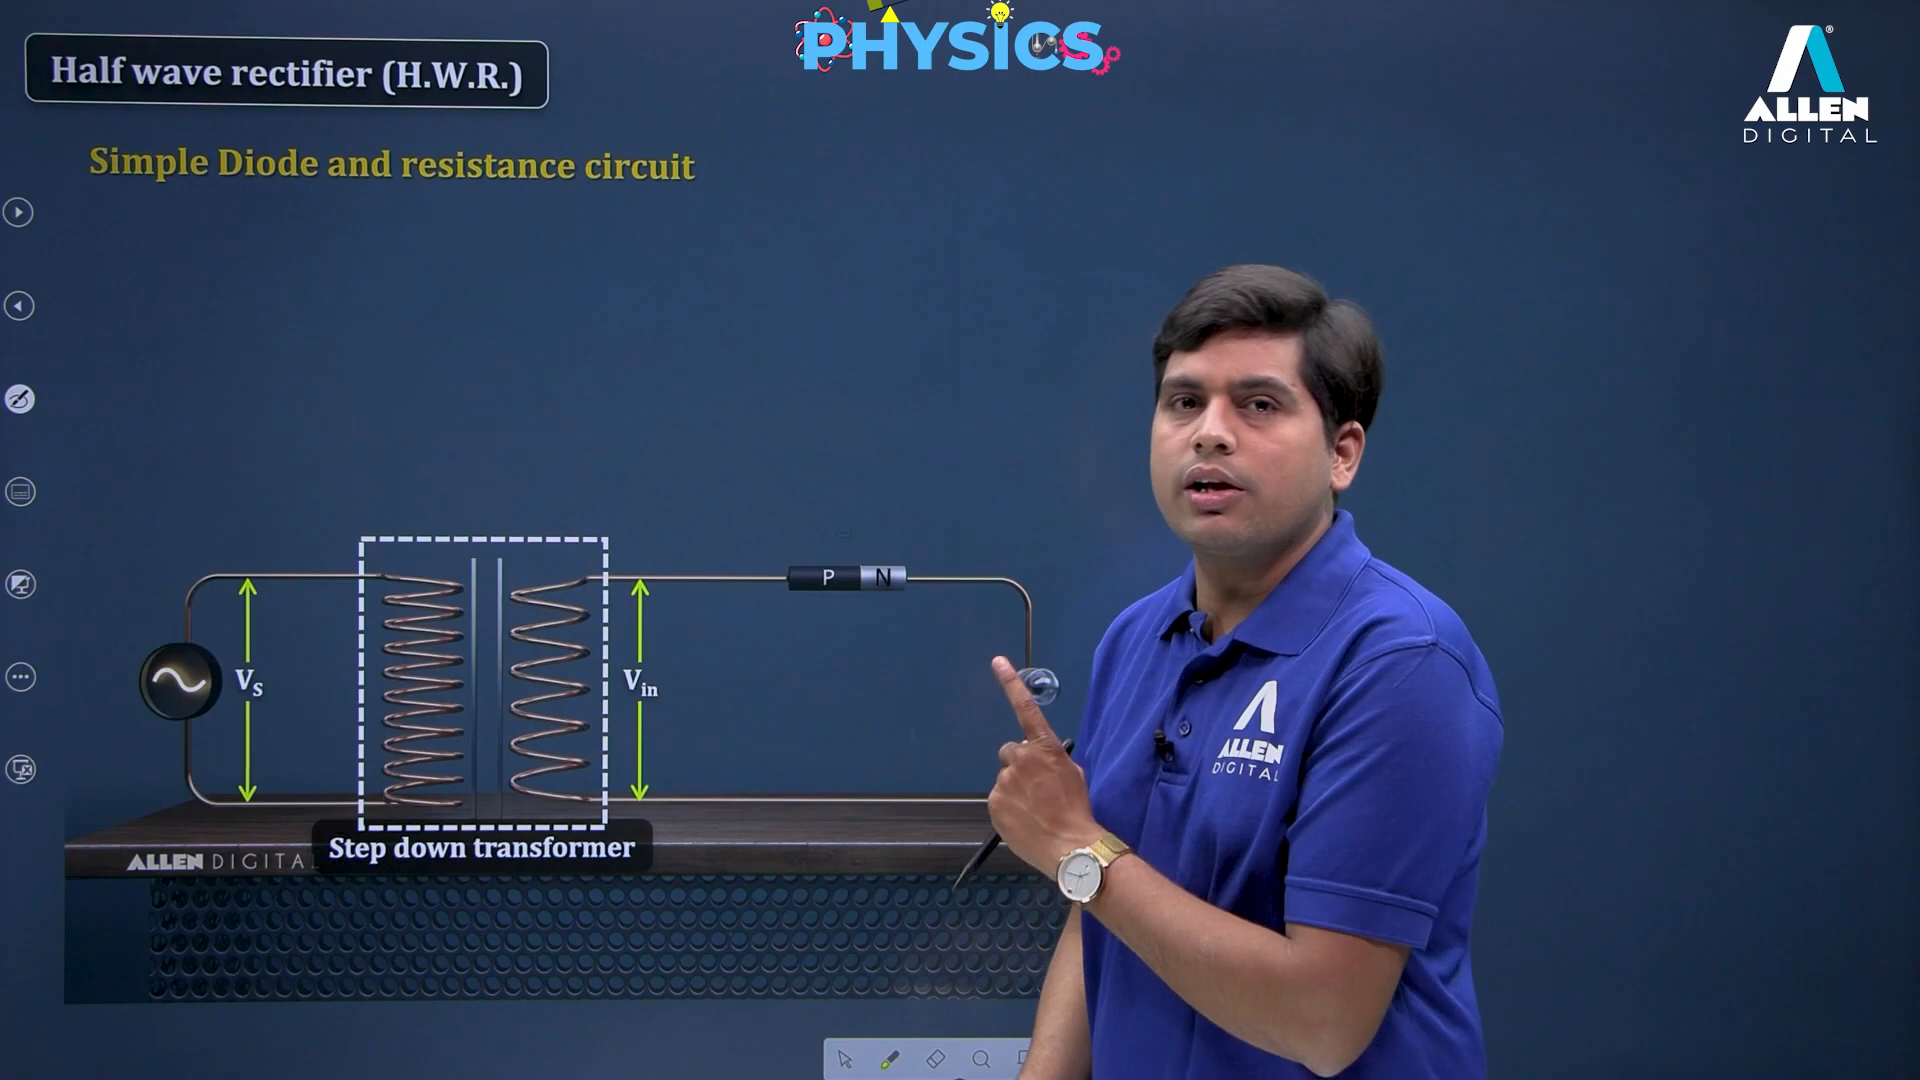 PHYSICS
Half wave rectifier (H.W.R.)
ALLEN
DIGITAL
Simple Diode and resistance circuit
P N
Vs
Vin
ALLEN
DIGITAL
Step down transformer
ALLEN DIGITA